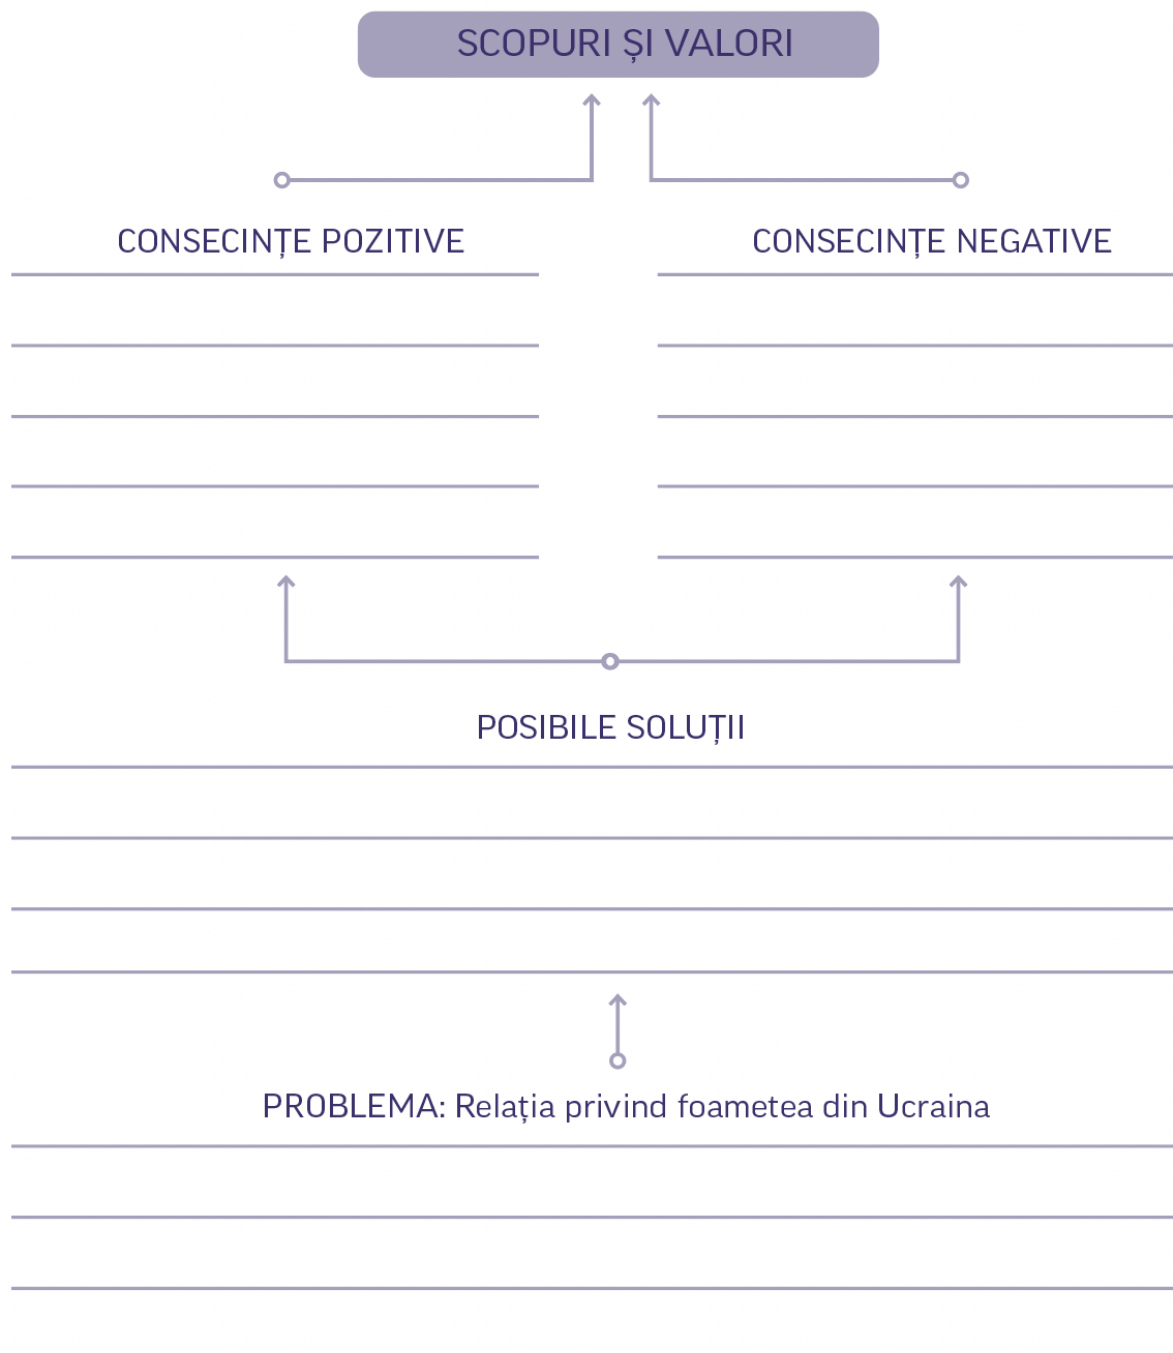 SCOPURI ȘI VALORI
CONSECINȚE POZITIVE
CONSECINȚE NEGATIVE
POSIBILE SOLUȚII
PROBLEMA: Relația privind foametea din Ucraina